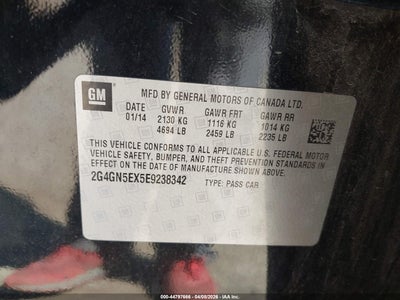 GM
MFD BY GENERAL MOTORS OF CANADA LTD.
DATE GVWR GAWR FRT GAWR RR
01/14 2130 KG 1116 KG 1014 KG
4694 LB 2459 LB 2235 LB
THIS VEHICLE CONFORMS TO ALL APPLICABLE U.S. FEDERAL MOTOR
VEHICLE SAFETY, BUMPER, AND THEFT PREVENTION STANDARDS IN
EFFECT ON THE DATE OF MANUFACTURE SHOWN ABOVE.
2G4GN5EX5E9238342 TYPE: PASS CAR
000-44797666 - 04/08/2026 - IAAI.COM